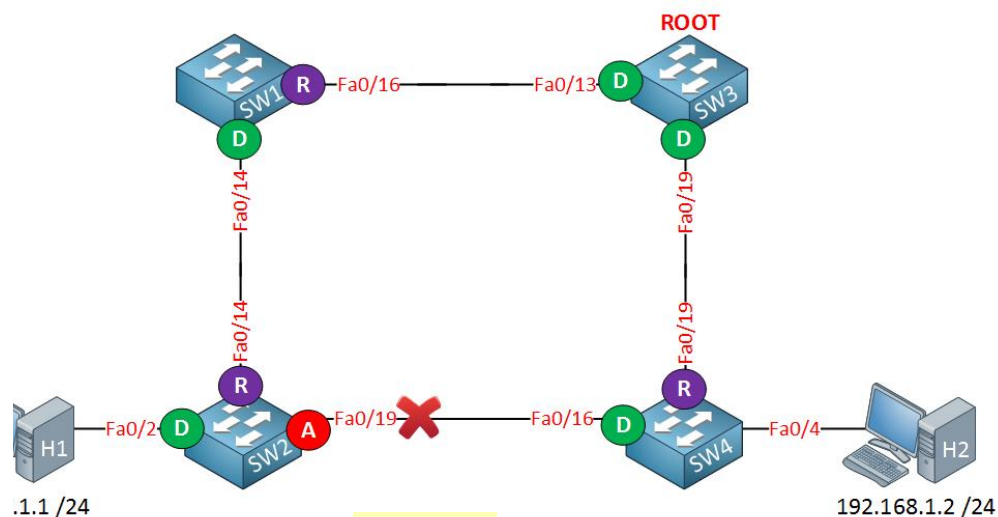 ROOT
SW1
R
Fa0/16
Fa0/13
D
SW3
D
D
Fa0/14
Fa0/19
Fa0/14
Fa0/19
R
R
H1
Fa0/2
D
SW2
A
Fa0/19
Fa0/16
D
SW4
Fa0/4
H2
.1.1 /24
192.168.1.2 /24